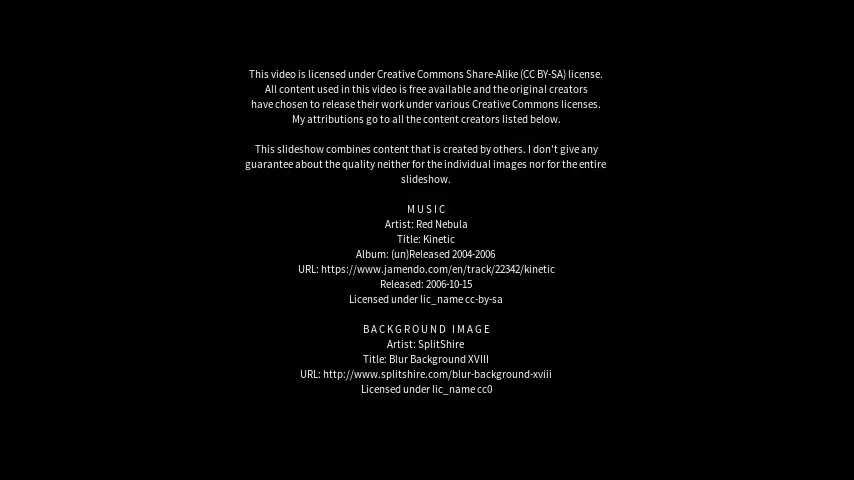 This video is licensed under Creative Commons Share-Alike (CC BY-SA) license.
All content used in this video is free available and the original creators
have chosen to release their work under various Creative Commons licenses.
My attributions go to all the content creators listed below.
This slideshow combines content that is created by others. I don't give any
guarantee about the quality neither for the individual images nor for the entire
slideshow.
MUSIC
Artist: Red Nebula
Title: Kinetic
Album: (un)Released 2004-2006
URL: https://www.jamendo.com/en/track/22342/kinetic
Released: 2006-10-15
Licensed under lic_name cc-by-sa
BACKGROUND IMAGE
Artist: SplitShire
Title: Blur Background XVIII
URL: http://www.splitshire.com/blur-background-xviii
Licensed under lic_name cc0